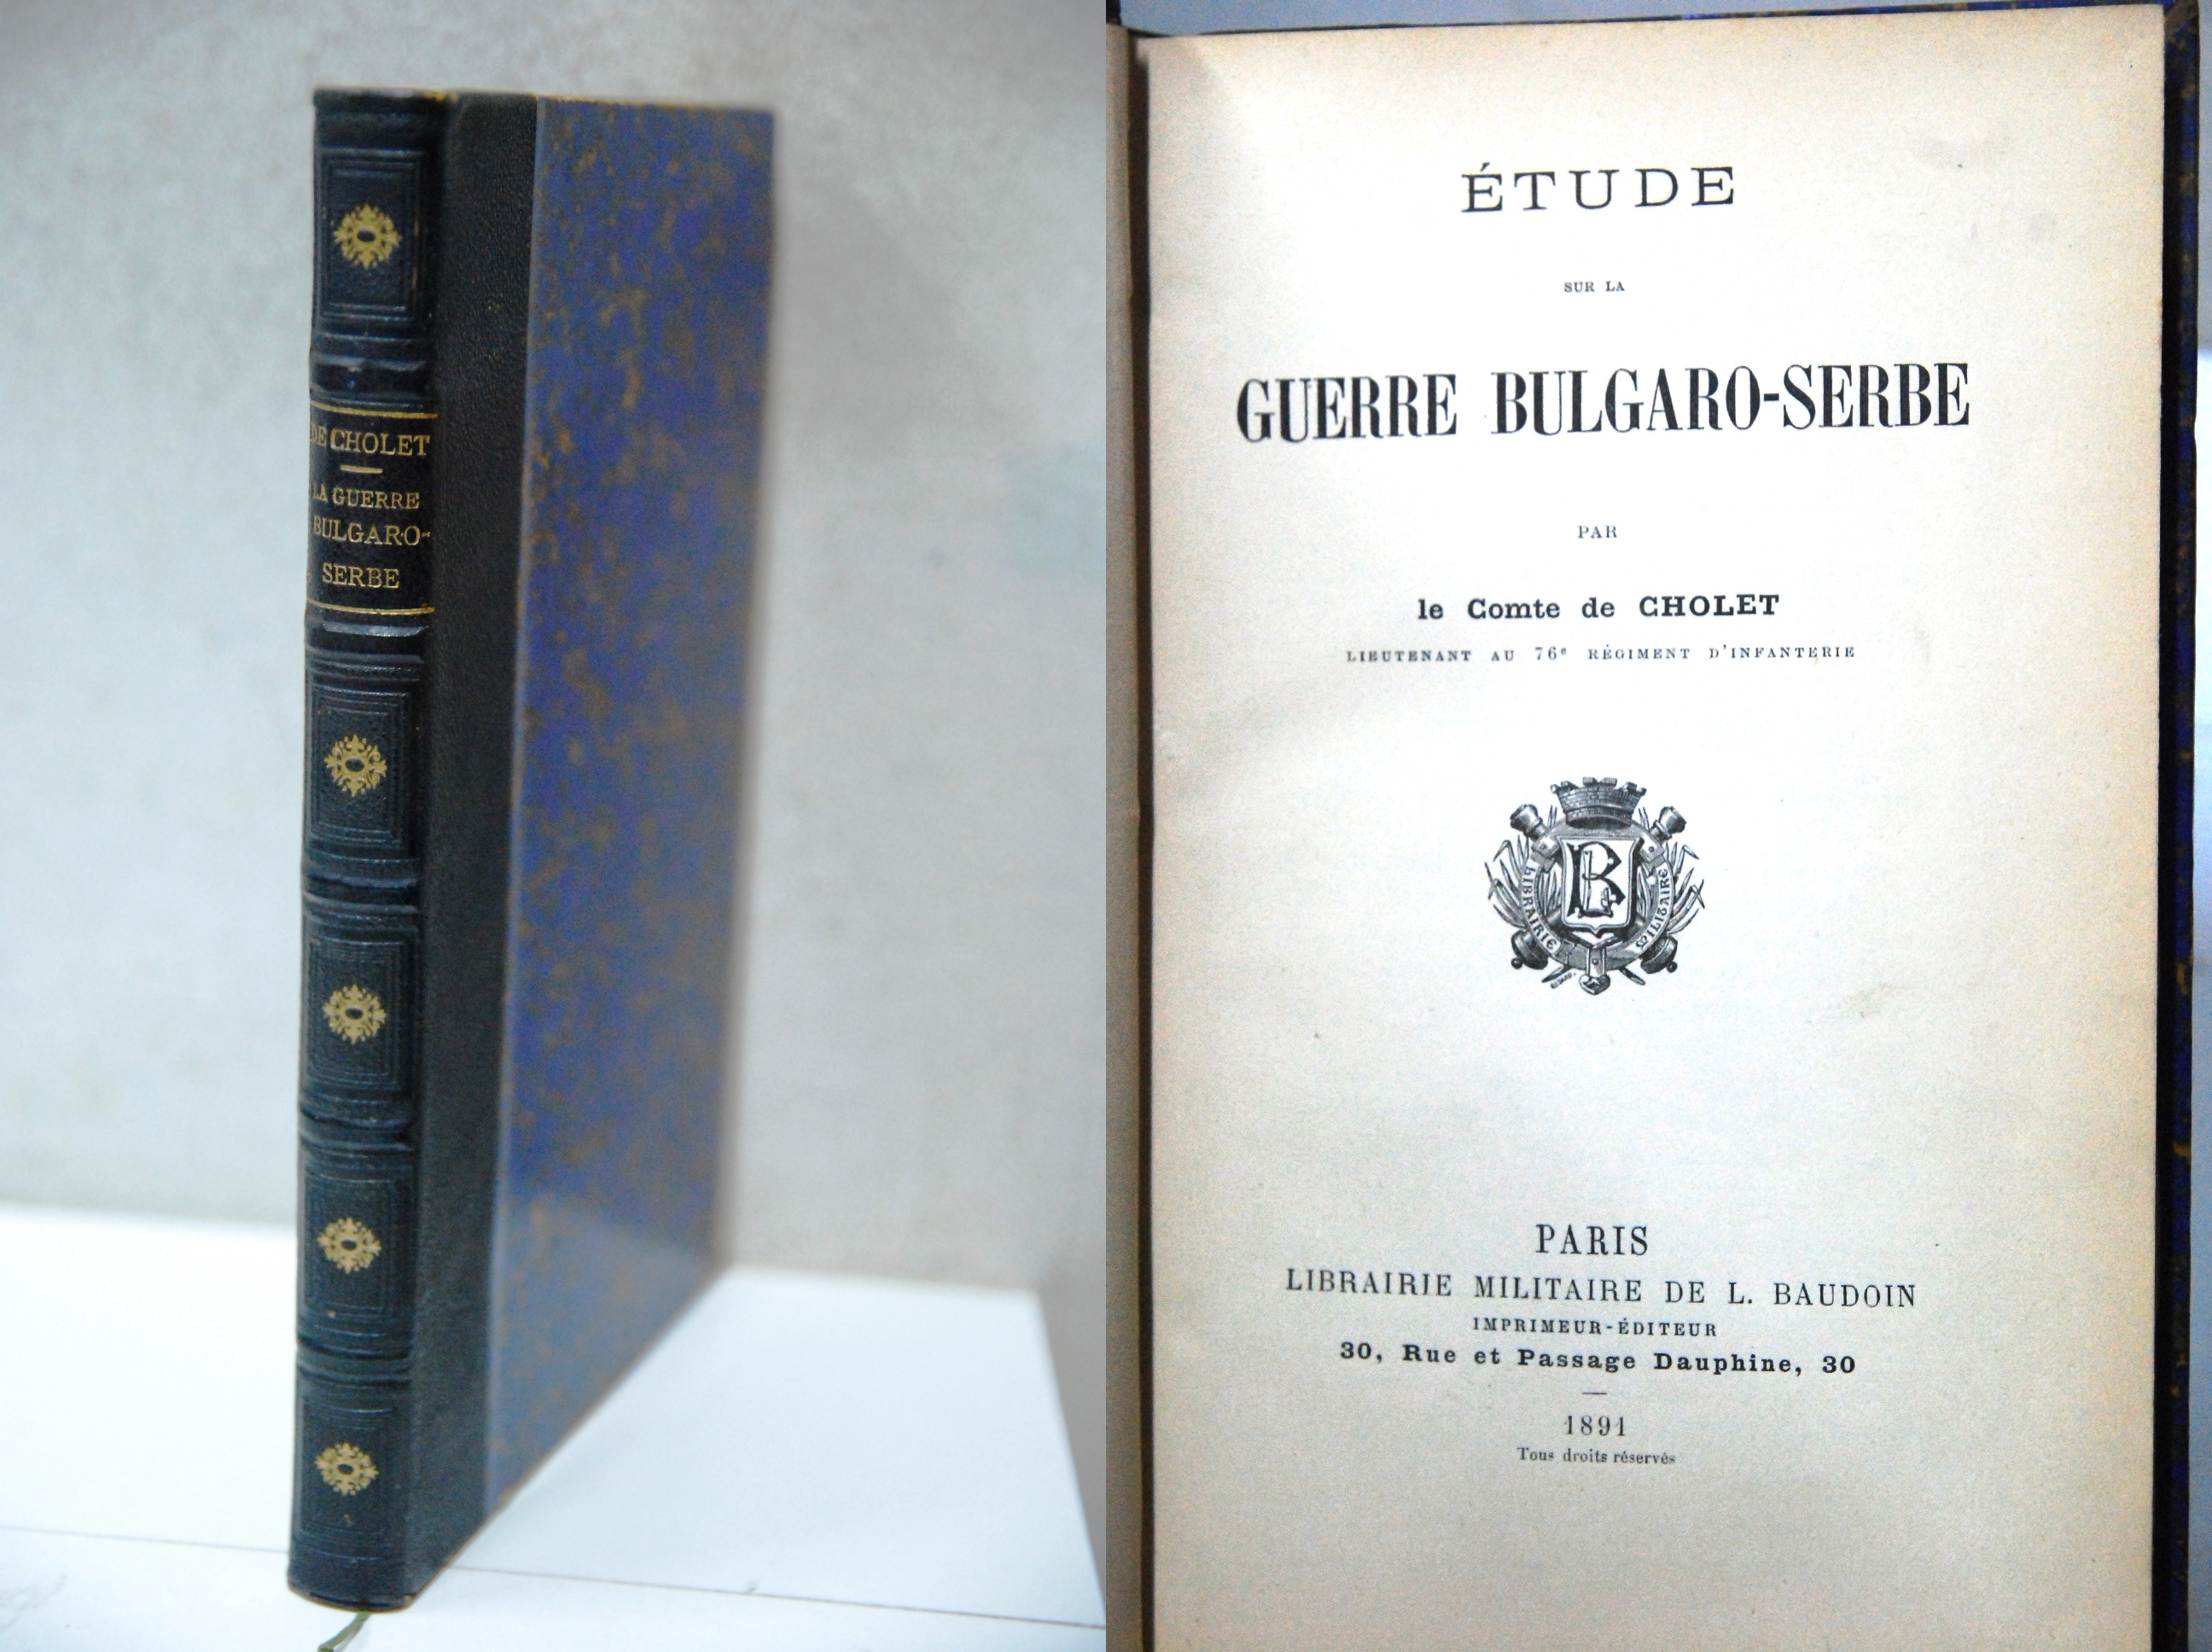 DE CHOLET
LA GUERRE
BULGARO-
SERBE
ÉTUDE
SUR LA
GUERRE BULGARO-SERBE
PAR
le Comte de CHOLET
LIEUTENANT AU 76e RÉGIMENT D'INFANTERIE
LB
LIBRAIRIE MILITAIRE
PARIS
LIBRAIRIE MILITAIRE DE L. BAUDOIN
IMPRIMEUR-ÉDITEUR
30, Rue et Passage Dauphine, 30
1891
Tous droits réservés